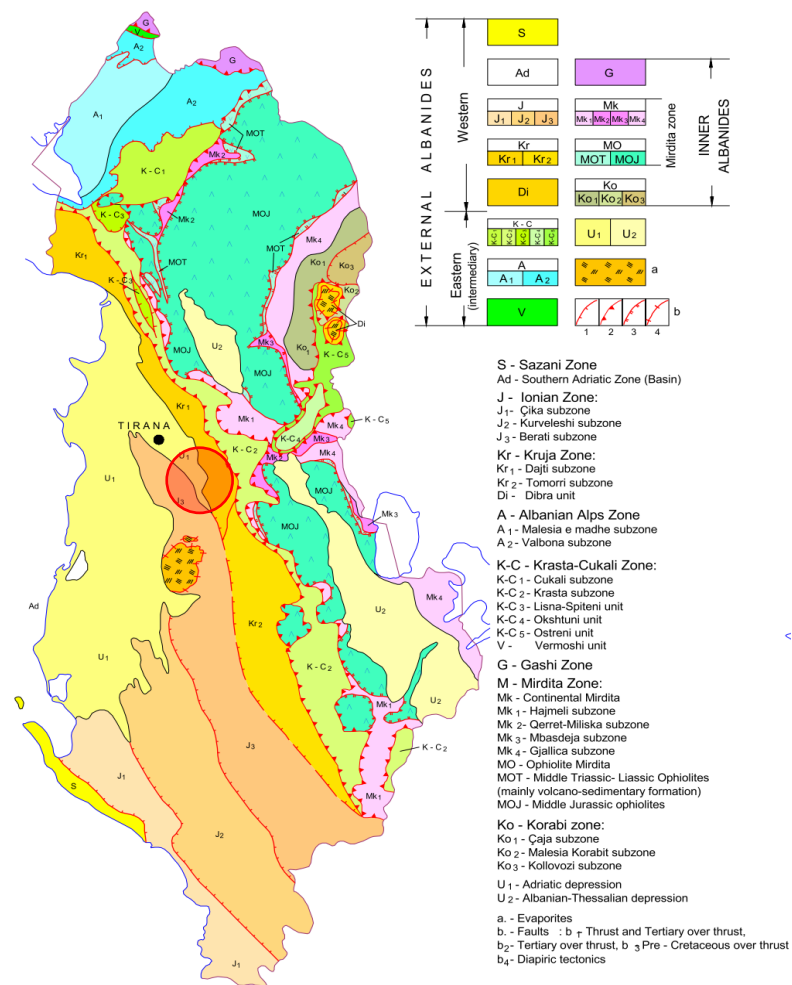 G
V
A2
A1
A2
G
MOT
K - C1
Mk2
K - C3
Mk2
MOJ
Mk4
MOT
Kr1
MOT
Ko1
Ko3
K - C3
Ko2
Di
U2
MOJ
Mk3
Ko1
K - C5
MOJ
Kr1
Mk1
Mk4
K - C5
TIRANA
K-C4
Mk3
K - C2
Mk4
Mk2
J1
U1
J3
MOJ
MOJ
Mk3
Ad
Kr2
U2
Mk4
U1
K - C2
J3
Mk1
U2
K - C2
J1
S
Mk1
J2
J1
EXTERNAL ALBANIDES
Western
Eastern
(intermediary)
S
Ad
G
J
J1 J2 J3
Mk
Mk1 Mk2 Mk3 Mk4
Kr
Kr1 Kr2
MO
MOT MOJ
Di
Ko
Ko1 Ko2 Ko3
Mirdita zone
INNER
ALBANIDES
K - C
K-C1 K-C2 K-C3 K-C4 K-C5
U1 U2
A
A1 A2
a
V
b
1 2 3 4
S - Sazani Zone
Ad - Southern Adriatic Zone (Basin)
J - Ionian Zone:
J1- Çika subzone
J2 - Kurveleshi subzone
J3 - Berati subzone
Kr - Kruja Zone:
Kr1 - Dajti subzone
Kr2 - Tomorri subzone
Di - Dibra unit
A - Albanian Alps Zone
A1 - Malesia e madhe subzone
A2 - Valbona subzone
K-C - Krasta-Cukali Zone:
K-C1 - Cukali subzone
K-C2 - Krasta subzone
K-C3 - Lisna-Spiteni unit
K-C4 - Okshtuni unit
K-C5 - Ostreni unit
V - Vermoshi unit
G - Gashi Zone
M - Mirdita Zone:
Mk - Continental Mirdita
Mk1 - Hajmeli subzone
Mk2 - Qerret-Miliska subzone
Mk3 - Mbasdeja subzone
Mk4 - Gjallica subzone
MO - Ophiolite Mirdita
MOT - Middle Triassic- Liassic Ophiolites
(mainly volcano-sedimentary formation)
MOJ - Middle Jurassic ophiolites
Ko - Korabi zone:
Ko1 - Çaja subzone
Ko2 - Malesia Korabit subzone
Ko3 - Kollovozi subzone
U1 - Adriatic depression
U2 - Albanian-Thessalian depression
a. - Evaporites
b. - Faults : b1- Thrust and Tertiary over thrust,
b2- Tertiary over thrust, b3 Pre - Cretaceous over thrust
b4- Diapiric tectonics